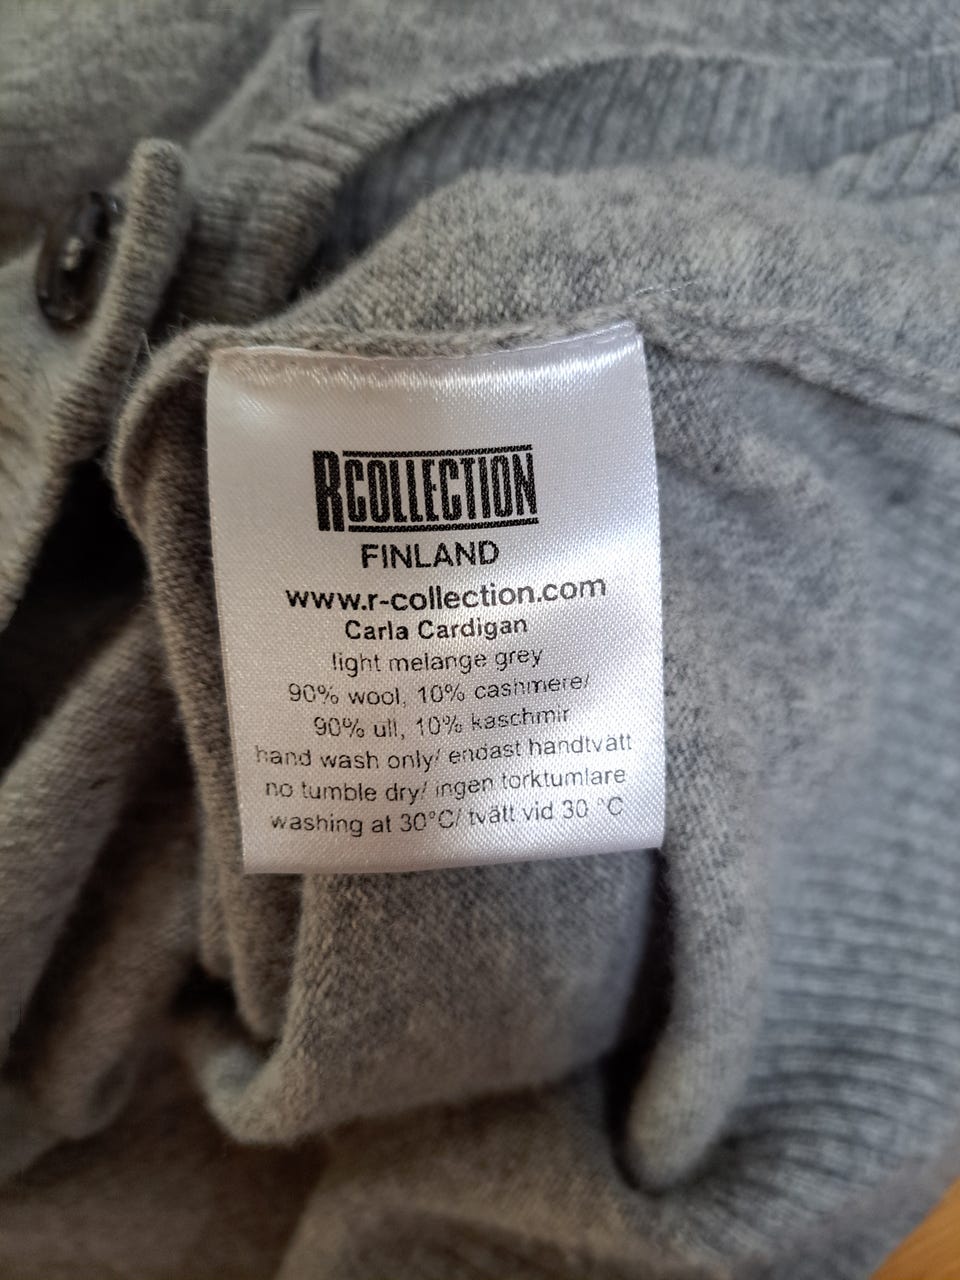 RCOLLECTION
FINLAND
www.r-collection.com
Carla Cardigan
light melange grey
90% wool, 10% cashmere/
90% ull, 10% kaschmir
hand wash only/ endast handtvätt
no tumble dry/ ingen torktumlare
washing at 30°C/ tvätt vid 30 °C